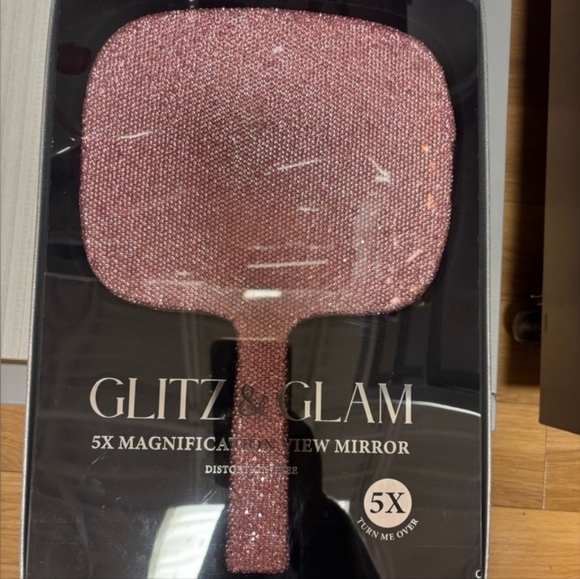 GLITZ & GLAM
5X MAGNIFICATION VIEW MIRROR
DISTORTION FREE
5X
TURN ME OVER